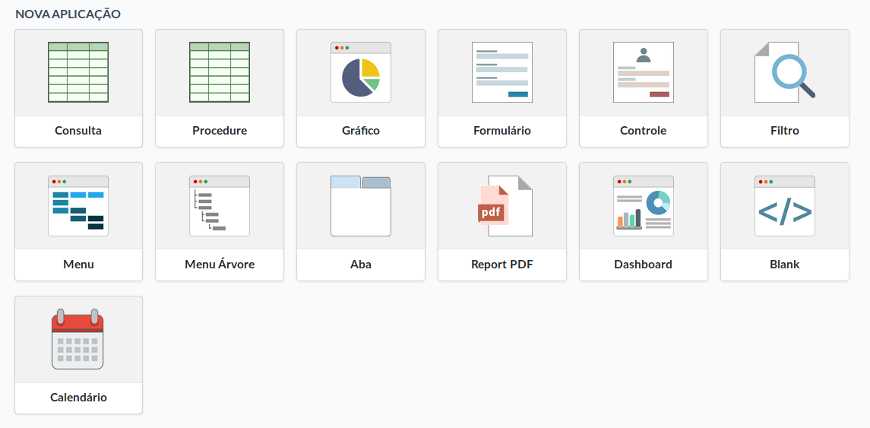 NOVA APLICAÇÃO
Consulta
Procedure
Gráfico
Formulário
Controle
Filtro
Menu
Menu Árvore
Aba
pdf
Report PDF
Dashboard
</>
Blank
Calendário